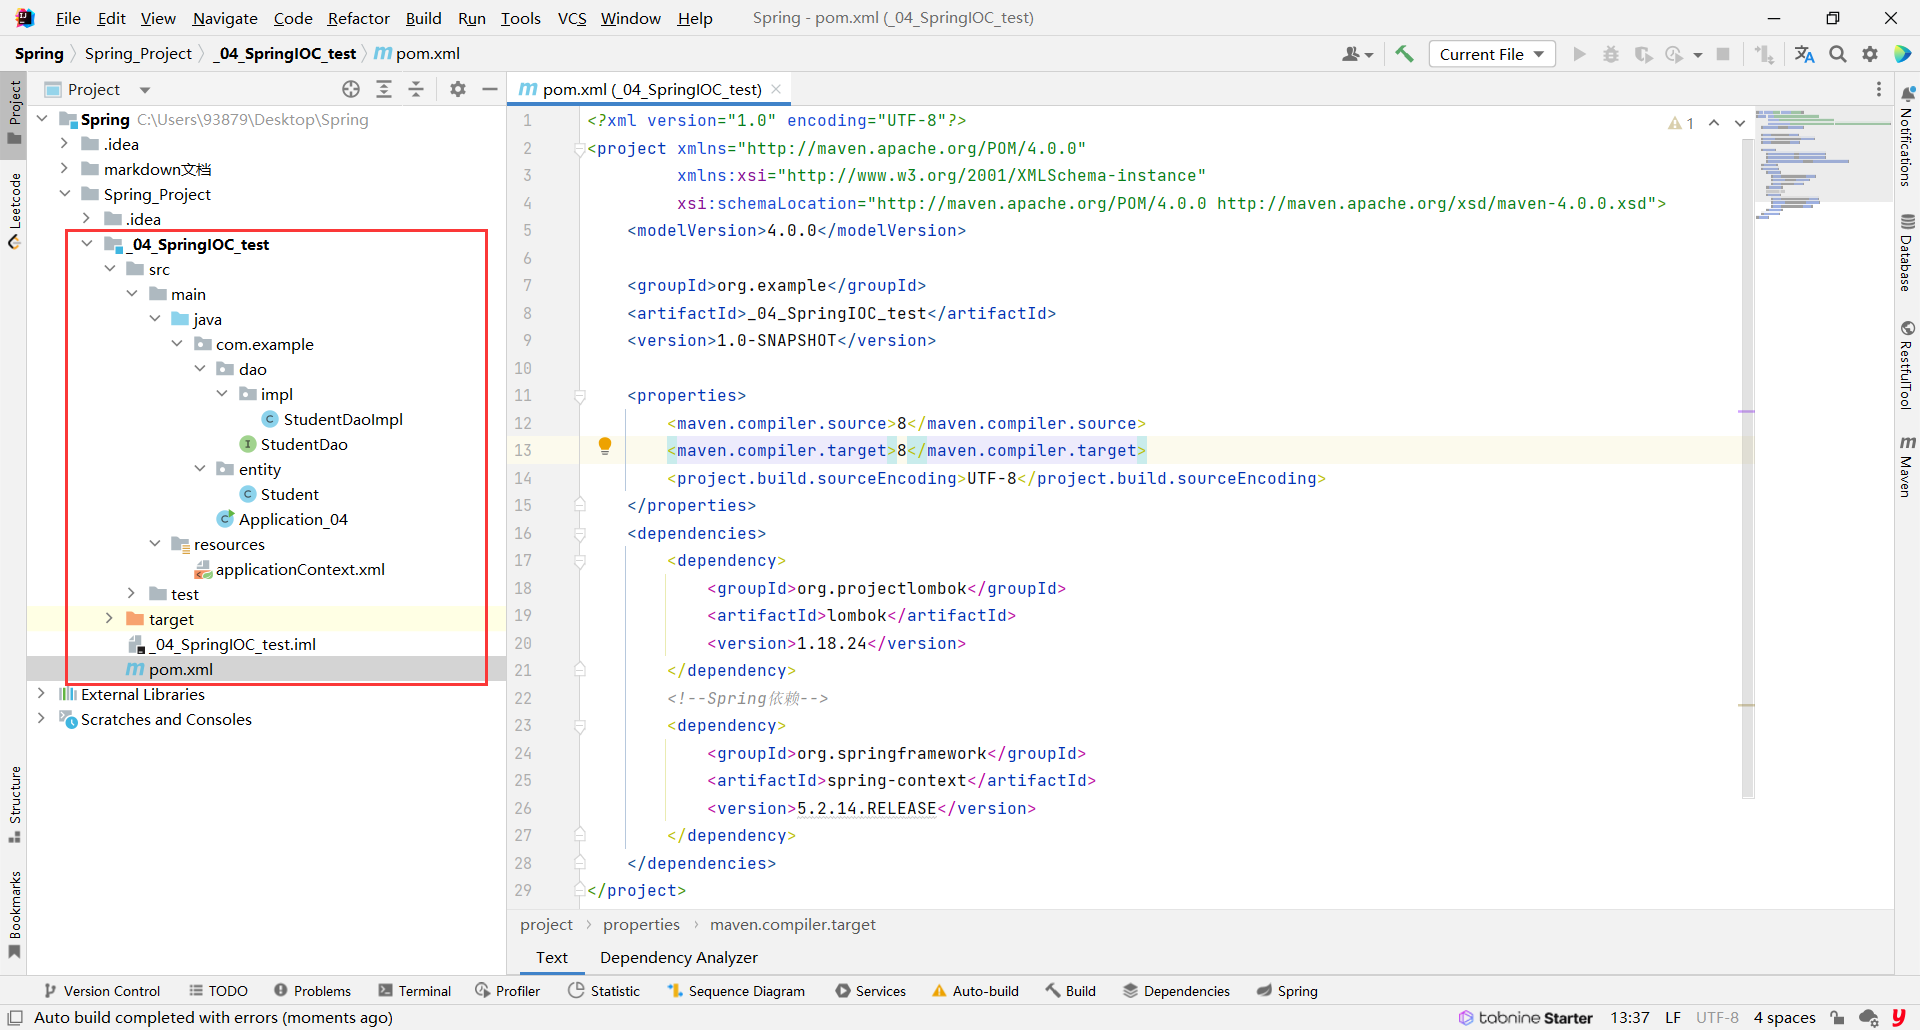 File Edit View Navigate Code Refactor Build Run Tools VCS Window Help Spring - pom.xml (_04_SpringIOC_test)
Spring Spring_Project _04_SpringIOC_test pom.xml Current File
Project
pom.xml (_04_SpringIOC_test)
Project
Leetcode
Structure
Bookmarks
Spring C:\Users\93879\Desktop\Spring
.idea
markdown文档
Spring_Project
.idea
_04_SpringIOC_test
src
main
java
com.example
dao
impl
StudentDaoImpl
StudentDao
entity
Student
Application_04
resources
applicationContext.xml
test
target
_04_SpringIOC_test.iml
pom.xml
External Libraries
Scratches and Consoles
1 <?xml version="1.0" encoding="UTF-8"?>
2 <project xmlns="http://maven.apache.org/POM/4.0.0"
3 xmlns:xsi="http://www.w3.org/2001/XMLSchema-instance"
4 xsi:schemaLocation="http://maven.apache.org/POM/4.0.0 http://maven.apache.org/xsd/maven-4.0.0.xsd">
5 <modelVersion>4.0.0</modelVersion>
6
7 <groupId>org.example</groupId>
8 <artifactId>_04_SpringIOC_test</artifactId>
9 <version>1.0-SNAPSHOT</version>
10
11 <properties>
12 <maven.compiler.source>8</maven.compiler.source>
13 <maven.compiler.target>8</maven.compiler.target>
14 <project.build.sourceEncoding>UTF-8</project.build.sourceEncoding>
15 </properties>
16 <dependencies>
17 <dependency>
18 <groupId>org.projectlombok</groupId>
19 <artifactId>lombok</artifactId>
20 <version>1.18.24</version>
21 </dependency>
22 <!--Spring依赖-->
23 <dependency>
24 <groupId>org.springframework</groupId>
25 <artifactId>spring-context</artifactId>
26 <version>5.2.14.RELEASE</version>
27 </dependency>
28 </dependencies>
29 </project>
1
Notifications
Database
RestfulTool
Maven
project properties maven.compiler.target
Text Dependency Analyzer
Version Control TODO Problems Terminal Profiler Statistic Sequence Diagram Services Auto-build Build Dependencies Spring
Auto build completed with errors (moments ago) tabnine Starter 13:37 LF UTF-8 4 spaces